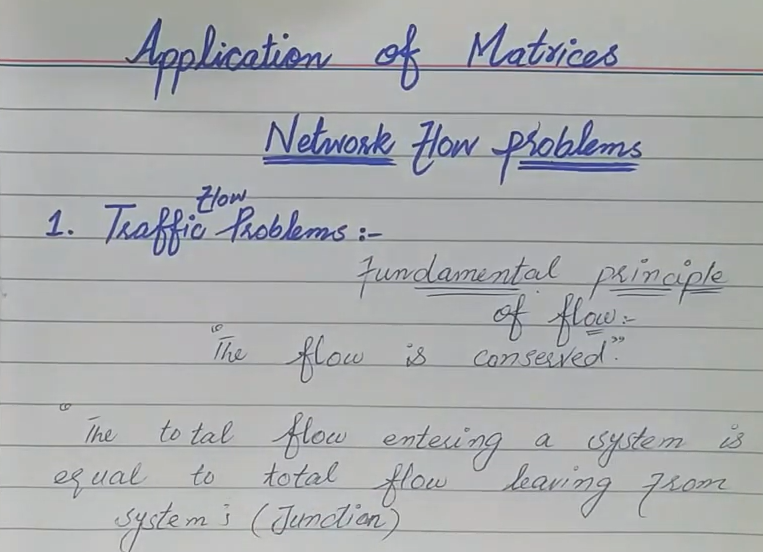 Application of Matrices
Network Flow problems
Flow
1. Traffic Problems :-
Fundamental principle
of flow:-
"The flow is conserved"
"The total flow entering a system is
equal to total flow leaving from
system ; (Junction)